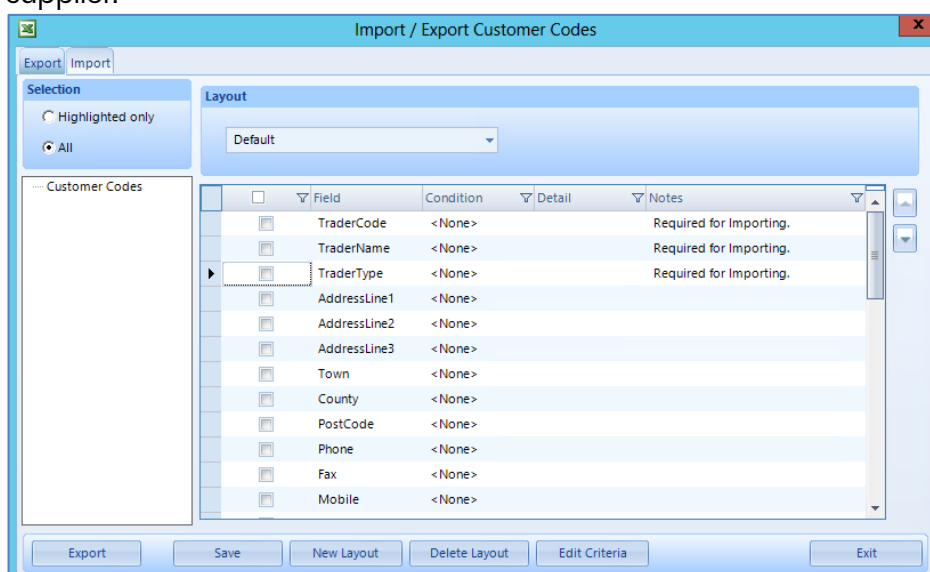 supplier.
Import / Export Customer Codes
x
Export Import
Selection
Highlighted only
All
Layout
Default
Customer Codes
Field Condition Detail Notes
TraderCode <None> Required for Importing.
TraderName <None> Required for Importing.
TraderType <None> Required for Importing.
AddressLine1 <None>
AddressLine2 <None>
AddressLine3 <None>
Town <None>
County <None>
PostCode <None>
Phone <None>
Fax <None>
Mobile <None>
Export Save New Layout Delete Layout Edit Criteria Exit